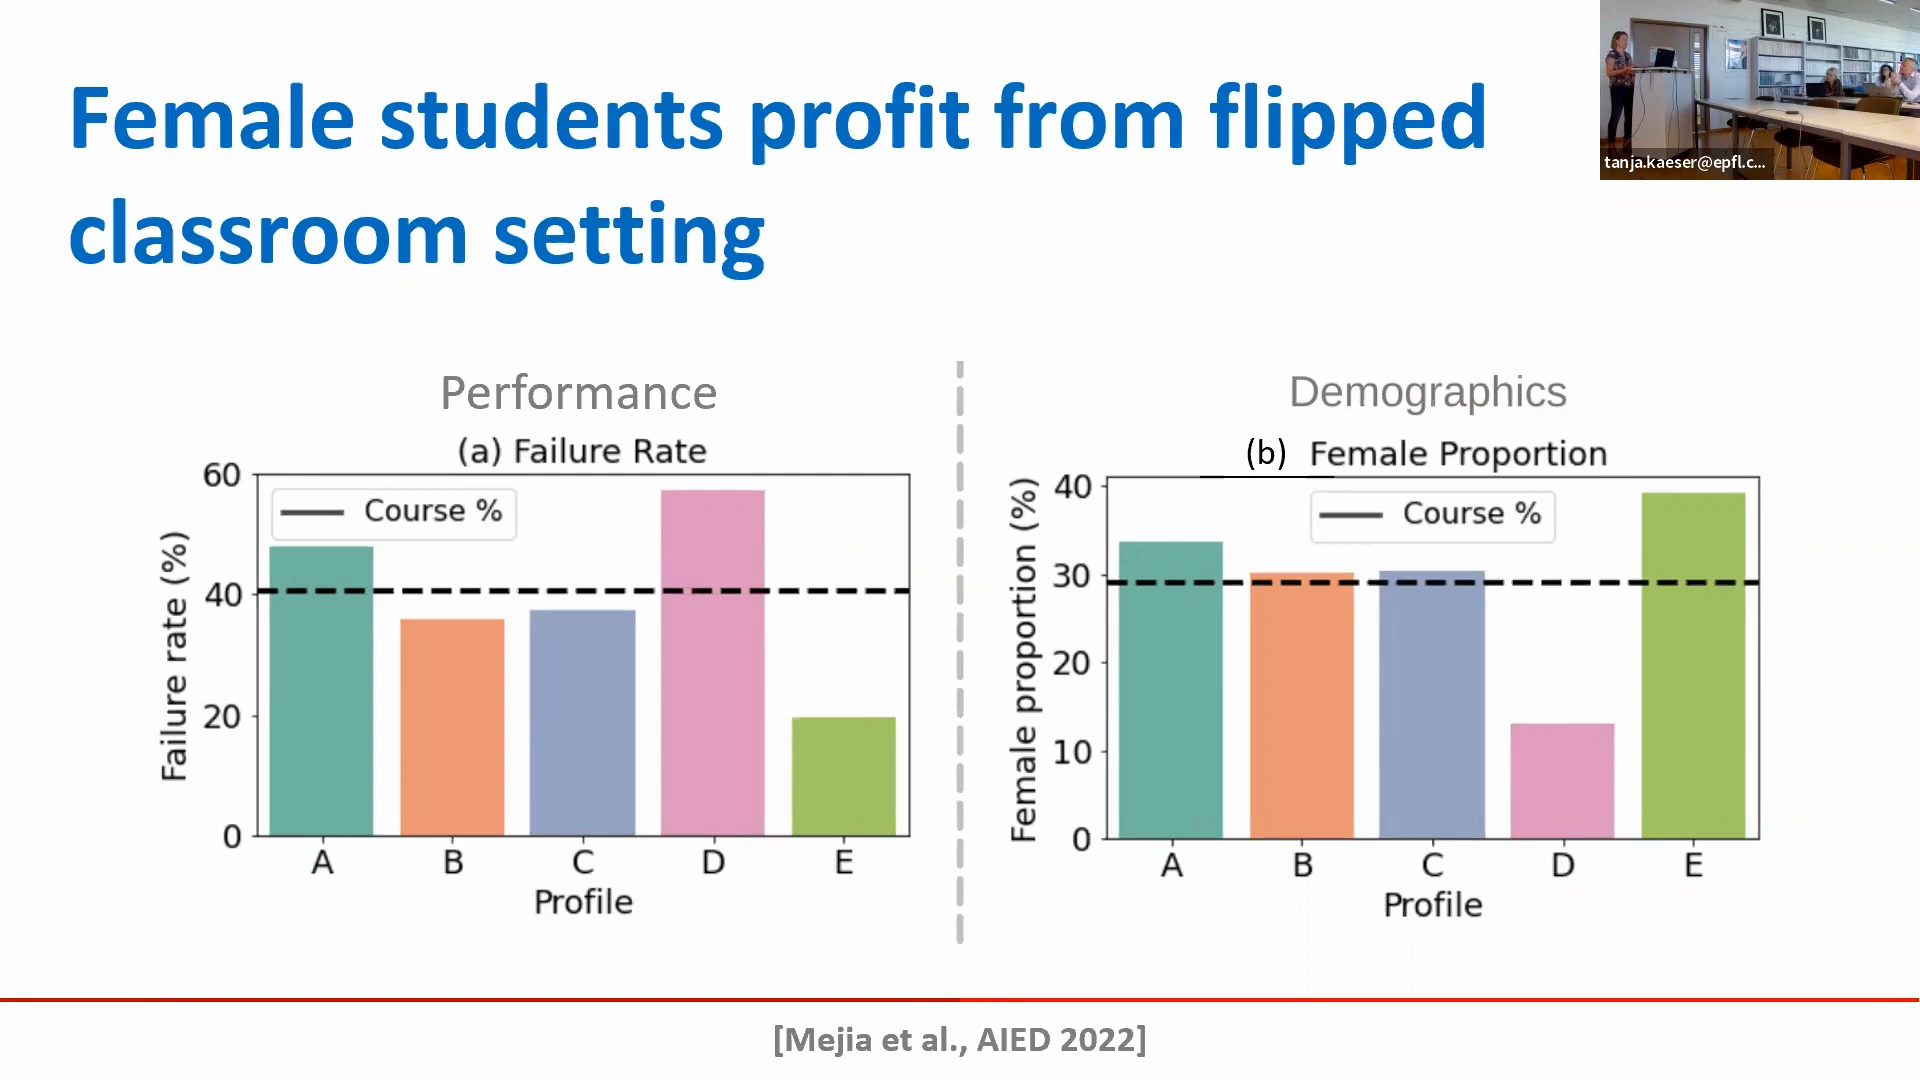 Female students profit from flipped
classroom setting
tanja.kaeser@epfl.c...
Performance
(a) Failure Rate
Course %
Failure rate (%)
60
40
20
0
A B C D E
Profile
Demographics
(b) Female Proportion
Course %
Female proportion (%)
40
30
20
10
0
A B C D E
Profile
[Mejia et al., AIED 2022]